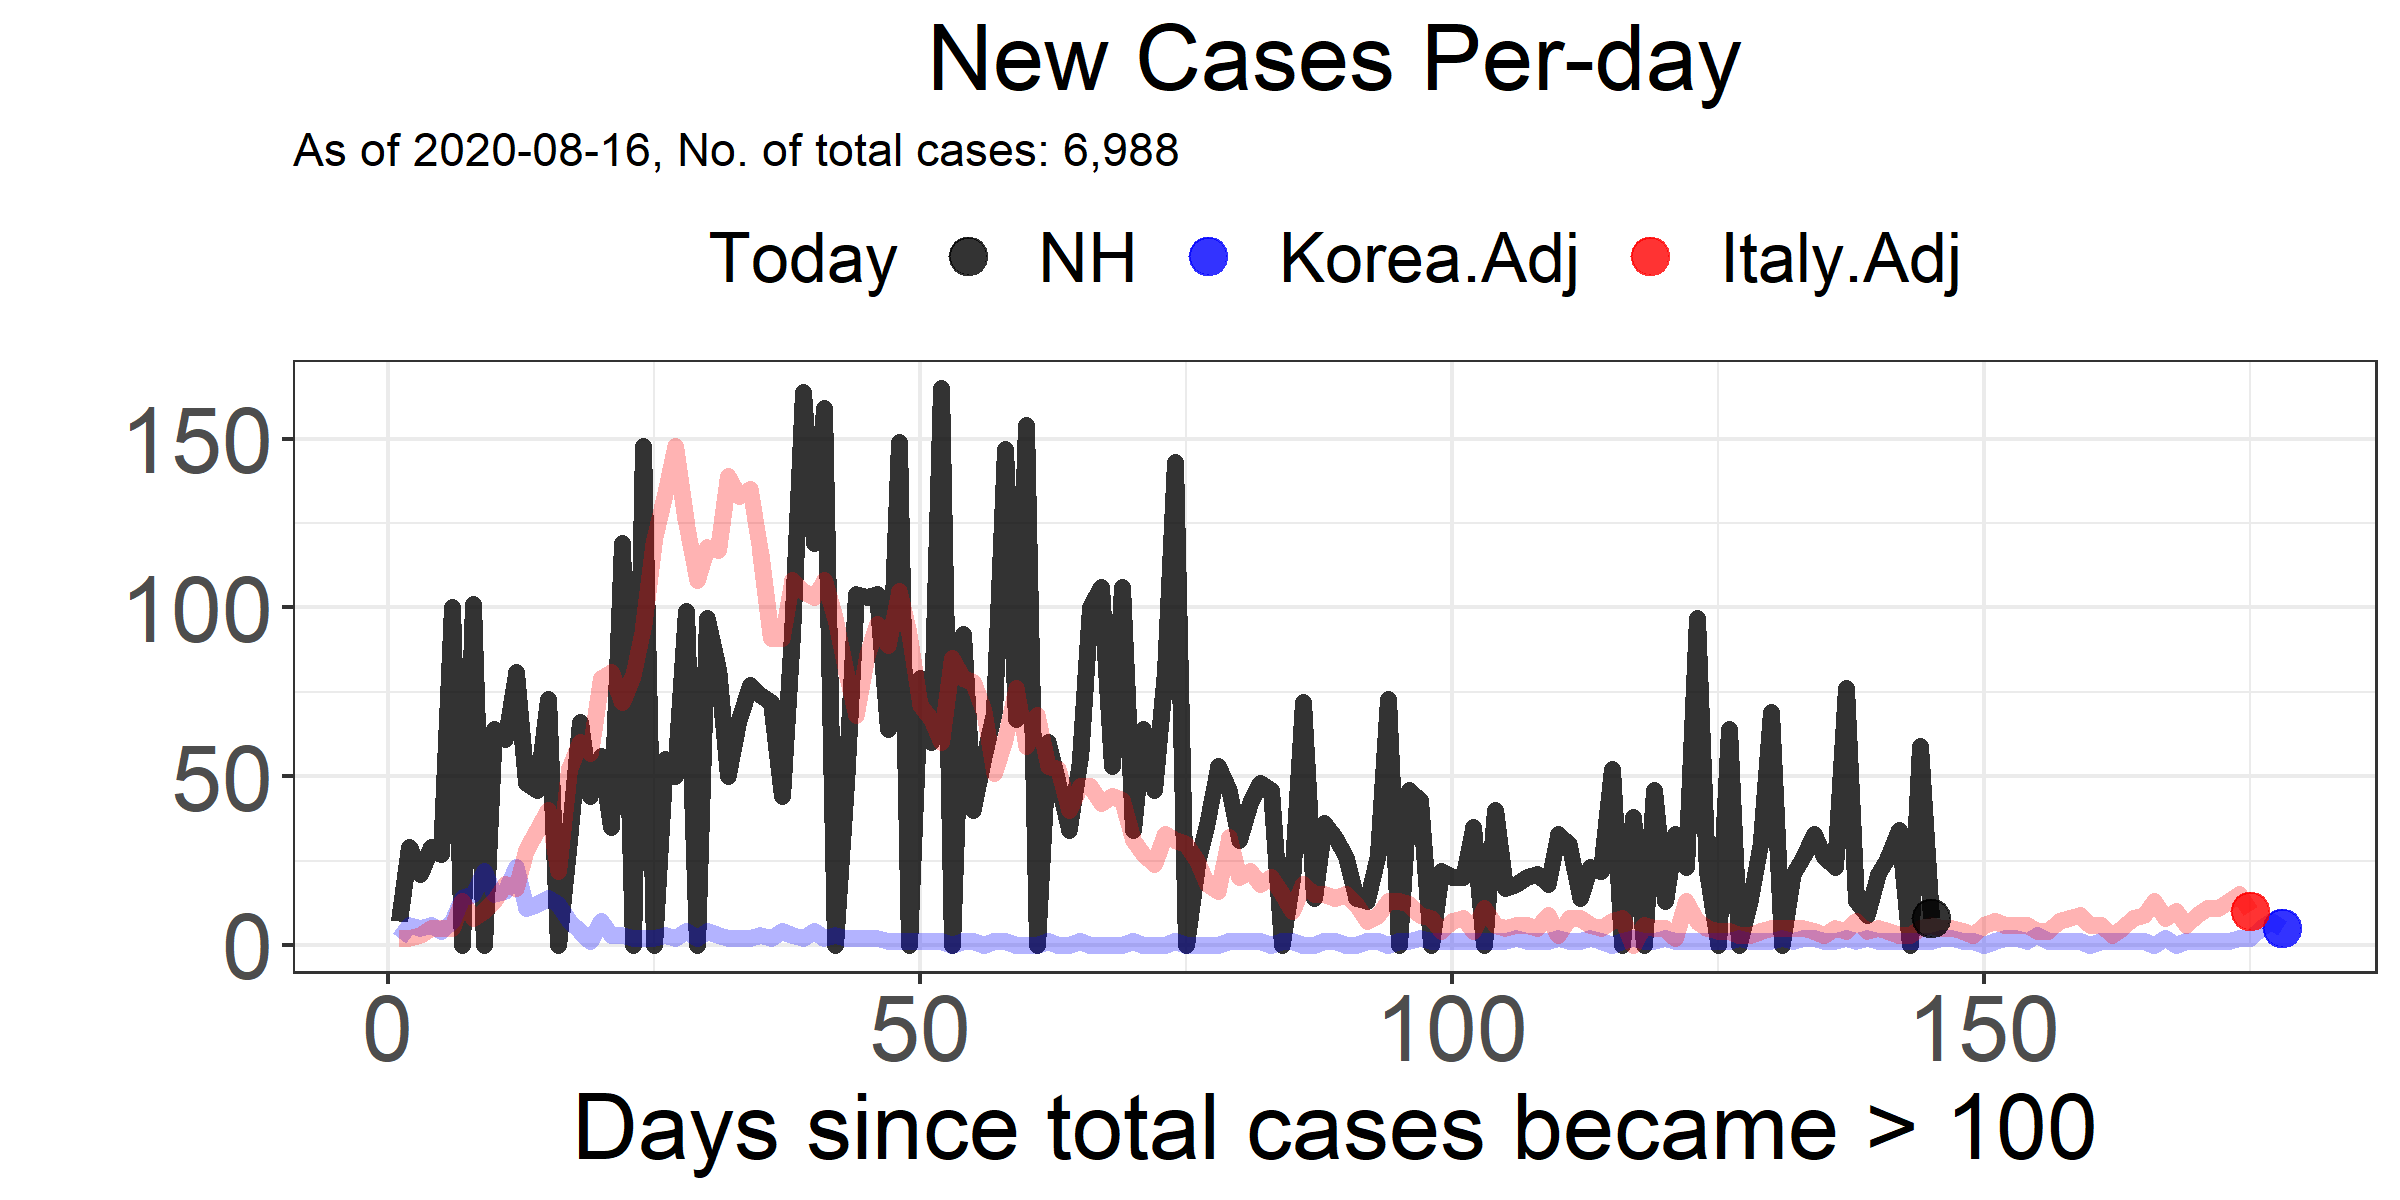 New Cases Per-day
As of 2020-08-16, No. of total cases: 6,988
Today NH Korea.Adj Italy.Adj
150
100
50
0
0 50 100 150
Days since total cases became > 100